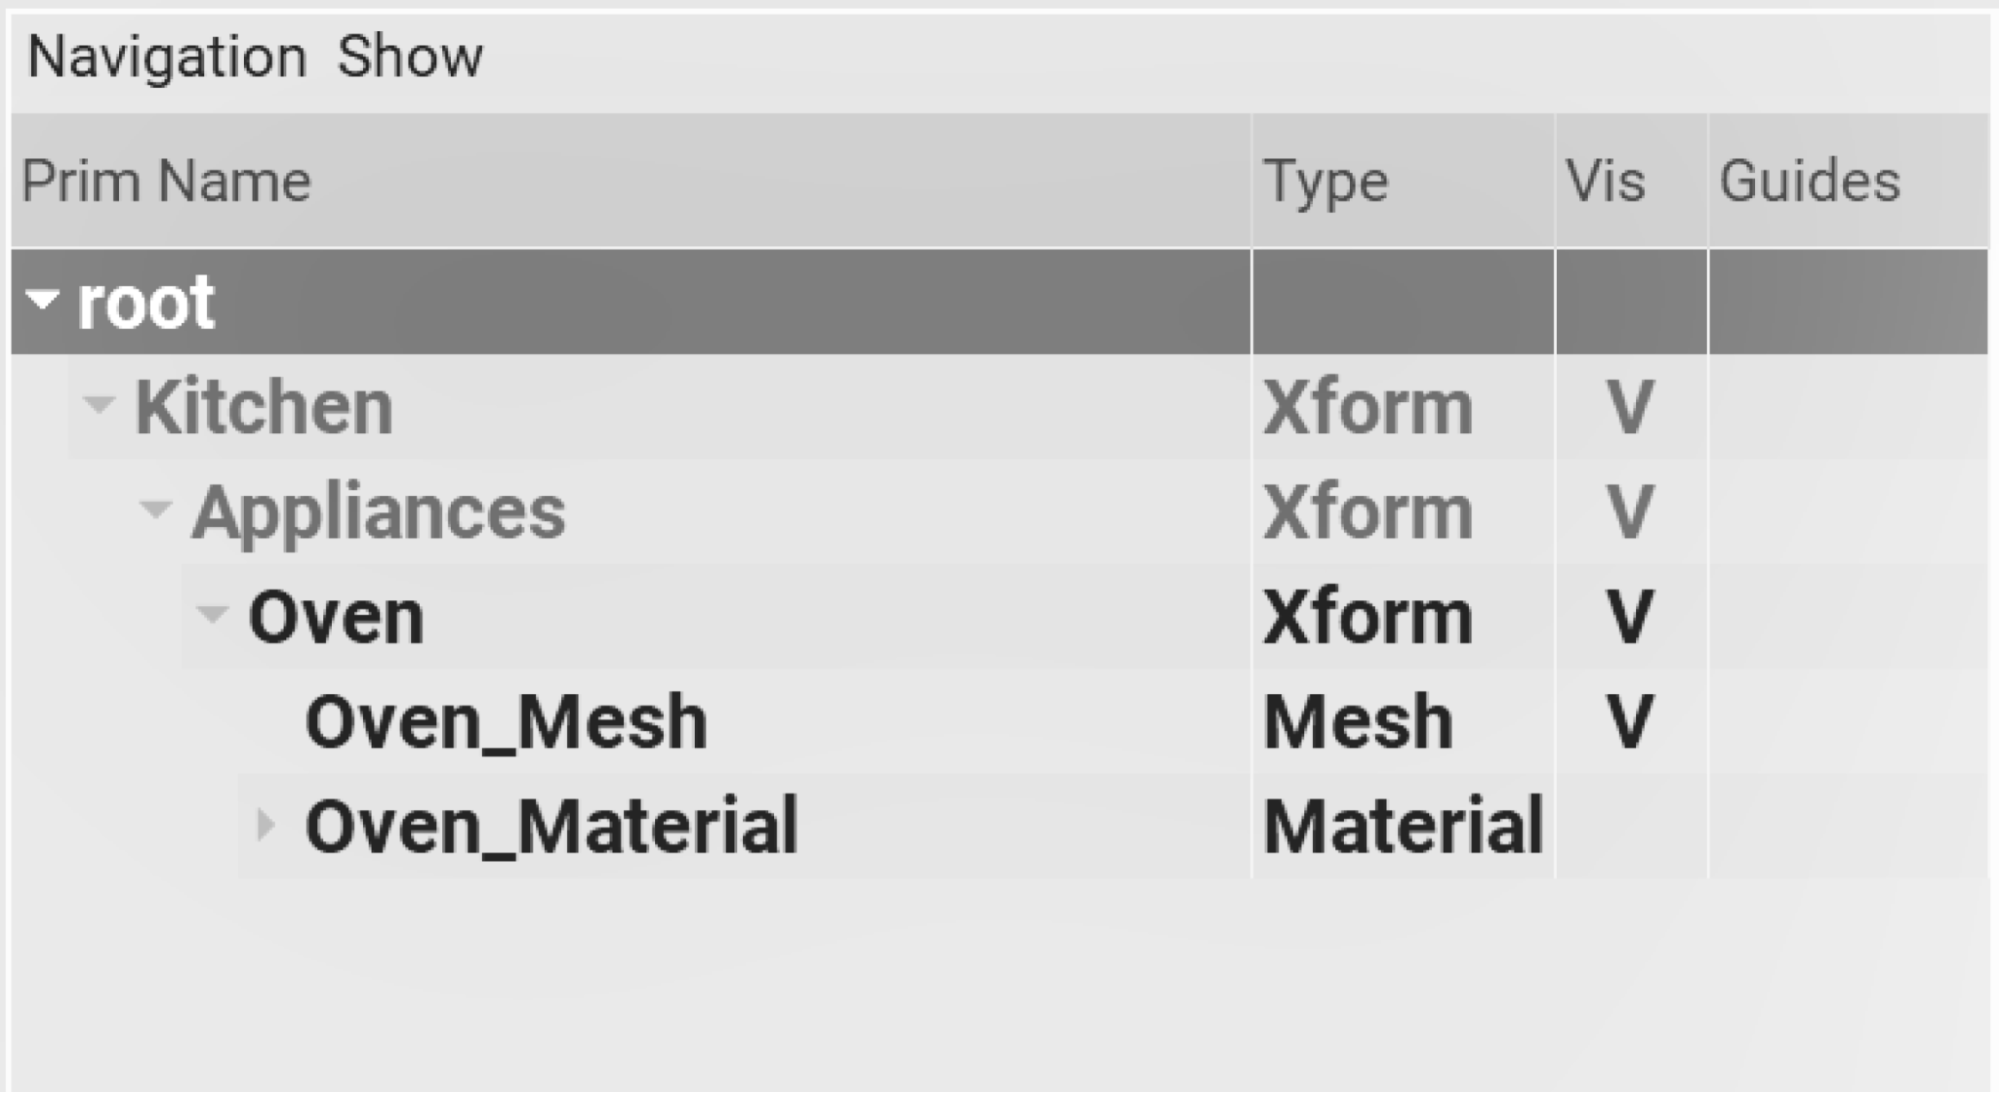 Navigation Show
Prim Name Type Vis Guides
root
Kitchen Xform V
Appliances Xform V
Oven Xform V
Oven_Mesh Mesh V
Oven_Material Material